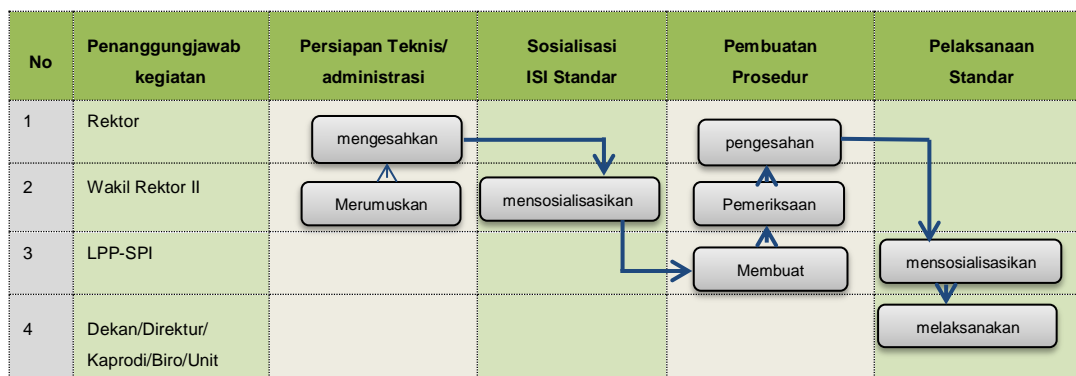 No
Penanggungjawab
kegiatan
Persiapan Teknis/
administrasi
Sosialisasi
ISI Standar
Pembuatan
Prosedur
Pelaksanaan
Standar
1
Rektor
mengesahkan
pengesahan
2
Wakil Rektor II
Merumuskan
mensosialisasikan
Pemeriksaan
3
LPP-SPI
Membuat
mensosialisasikan
4
Dekan/Direktur/
Kaprodi/Biro/Unit
melaksanakan